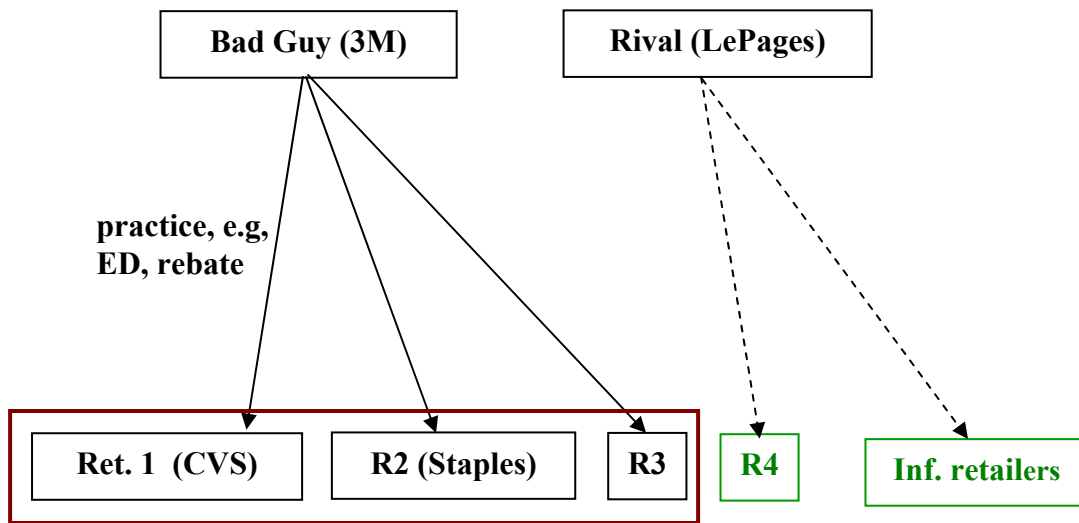 Bad Guy (3M)
Rival (LePages)
practice, e.g,
ED, rebate
Ret. 1 (CVS)
R2 (Staples)
R3
R4
Inf. retailers